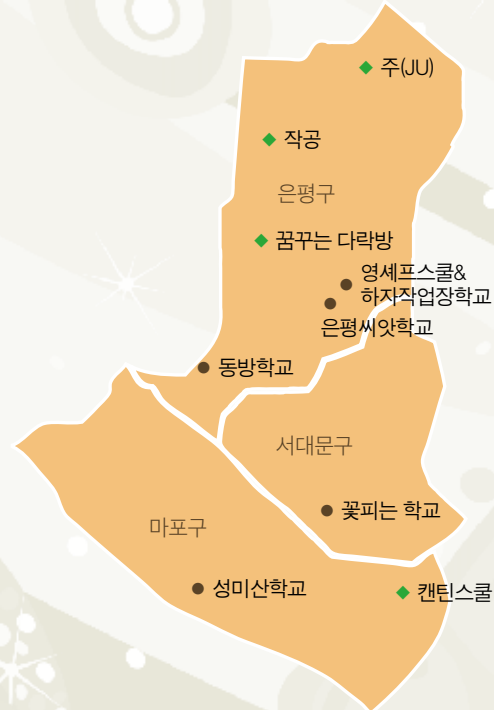 주(JU)
작공
은평구
꿈꾸는 다락방
영셰프스쿨&
하자작업장학교
은평씨앗학교
동방학교
서대문구
꽃피는 학교
마포구
성미산학교
캔틴스쿨